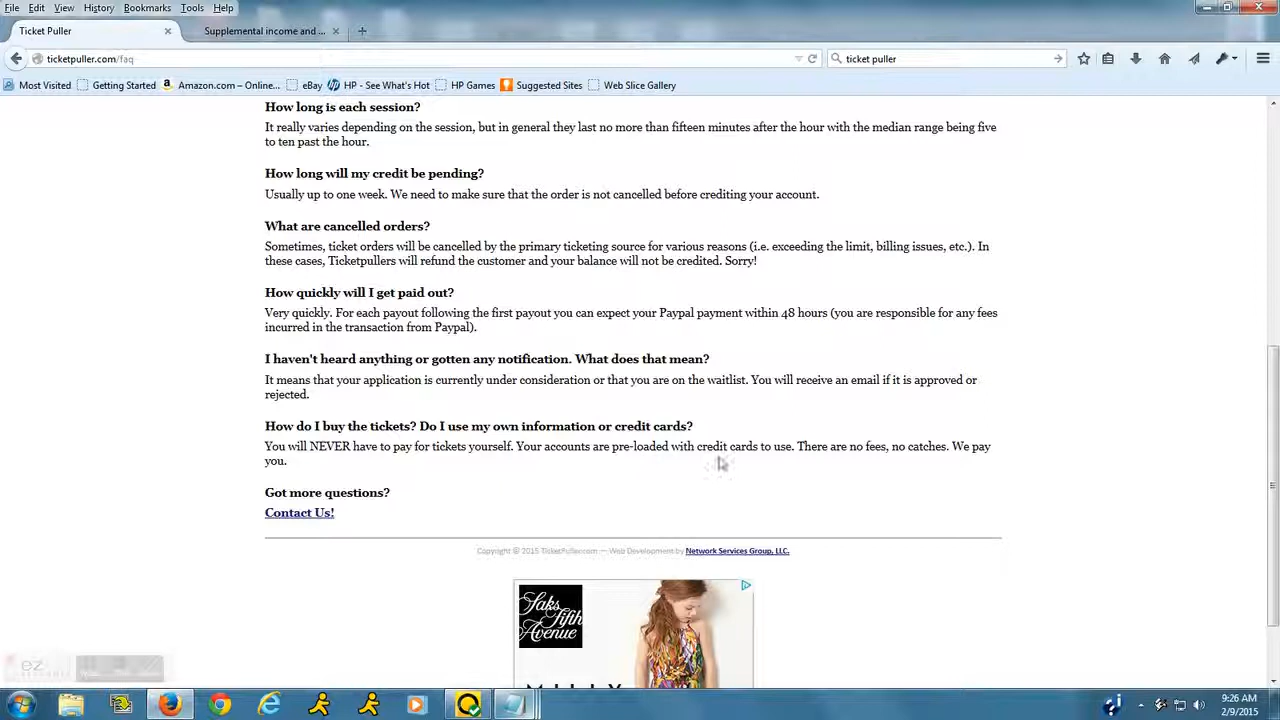 File Edit View History Bookmarks Tools Help
Ticket Puller × Supplemental income and ... × +
ticketpuller.com/faq ticket puller
Most Visited Getting Started Amazon.com – Online... eBay HP - See What's Hot HP Games Suggested Sites Web Slice Gallery
How long is each session?
It really varies depending on the session, but in general they last no more than fifteen minutes after the hour with the median range being five
to ten past the hour.
How long will my credit be pending?
Usually up to one week. We need to make sure that the order is not cancelled before crediting your account.
What are cancelled orders?
Sometimes, ticket orders will be cancelled by the primary ticketing source for various reasons (i.e. exceeding the limit, billing issues, etc.). In
these cases, Ticketpullers will refund the customer and your balance will not be credited. Sorry!
How quickly will I get paid out?
Very quickly. For each payout following the first payout you can expect your Paypal payment within 48 hours (you are responsible for any fees
incurred in the transaction from Paypal).
I haven't heard anything or gotten any notification. What does that mean?
It means that your application is currently under consideration or that you are on the waitlist. You will receive an email if it is approved or
rejected.
How do I buy the tickets? Do I use my own information or credit cards?
You will NEVER have to pay for tickets yourself. Your accounts are pre-loaded with credit cards to use. There are no fees, no catches. We pay
you.
Got more questions?
Contact Us!
Copyright @ 2015 TicketPuller.com — Web Development by Network Services Group, LLC.
Saks
Fifth
Avenue
ez
9:26 AM
2/9/2015